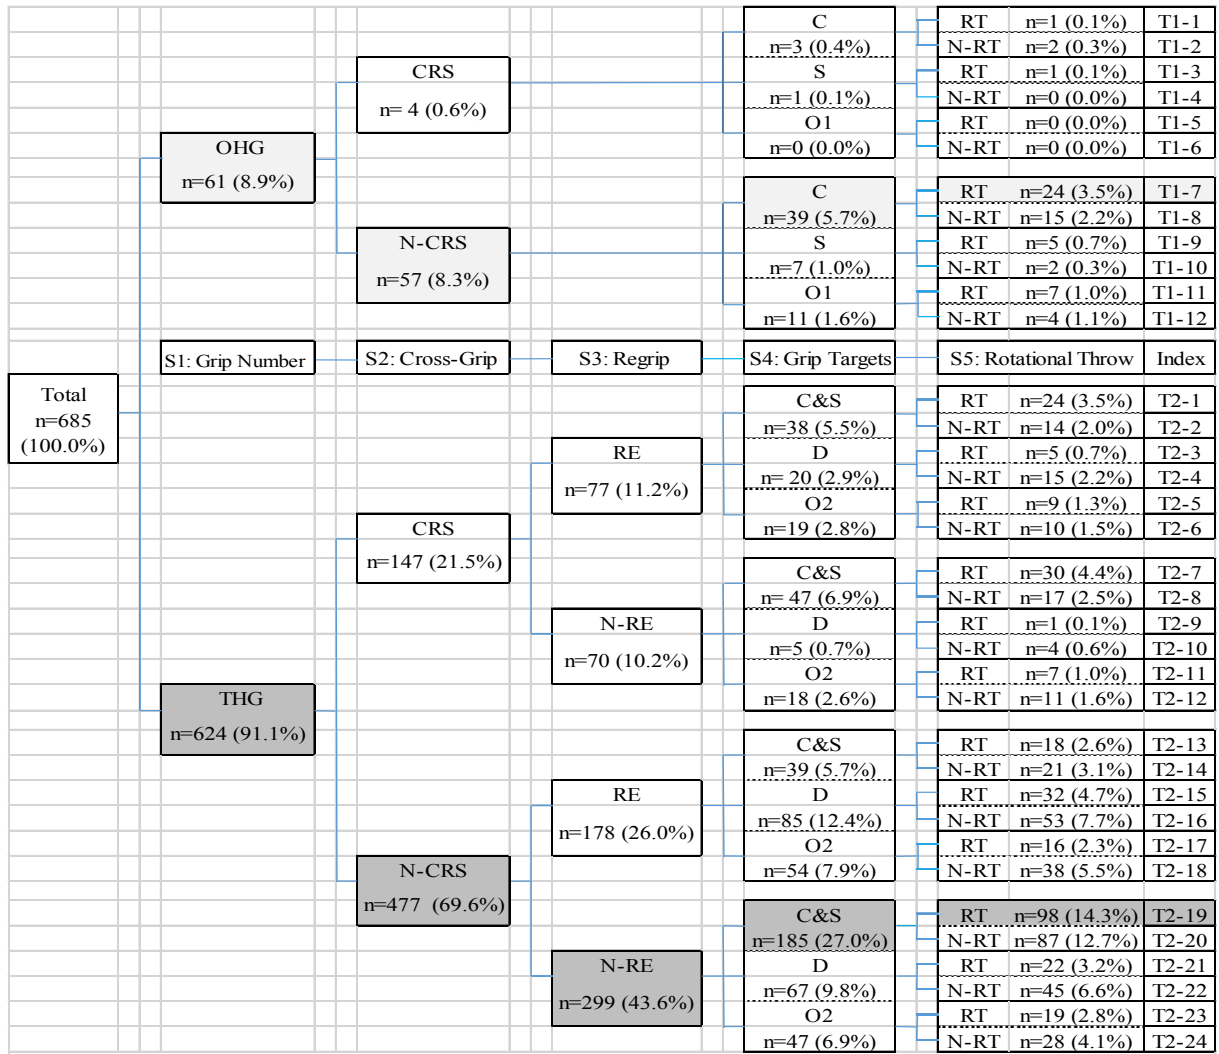 C RT n=1 (0.1%) T1-1
n=3 (0.4%) N-RT n=2 (0.3%) T1-2
CRS S RT n=1 (0.1%) T1-3
n= 4 (0.6%) n=1 (0.1%) N-RT n=0 (0.0%) T1-4
O1 RT n=0 (0.0%) T1-5
OHG n=0 (0.0%) N-RT n=0 (0.0%) T1-6
n=61 (8.9%) C RT n=24 (3.5%) T1-7
n=39 (5.7%) N-RT n=15 (2.2%) T1-8
N-CRS S RT n=5 (0.7%) T1-9
n=57 (8.3%) n=7 (1.0%) N-RT n=2 (0.3%) T1-10
O1 RT n=7 (1.0%) T1-11
n=11 (1.6%) N-RT n=4 (1.1%) T1-12
S1: Grip Number S2: Cross-Grip S3: Regrip S4: Grip Targets S5: Rotational Throw Index
Total C&S RT n=24 (3.5%) T2-1
n=685 n=38 (5.5%) N-RT n=14 (2.0%) T2-2
(100.0%) RE D RT n=5 (0.7%) T2-3
n=77 (11.2%) n= 20 (2.9%) N-RT n=15 (2.2%) T2-4
O2 RT n=9 (1.3%) T2-5
CRS n=19 (2.8%) N-RT n=10 (1.5%) T2-6
n=147 (21.5%) C&S RT n=30 (4.4%) T2-7
n= 47 (6.9%) N-RT n=17 (2.5%) T2-8
N-RE D RT n=1 (0.1%) T2-9
n=70 (10.2%) n=5 (0.7%) N-RT n=4 (0.6%) T2-10
O2 RT n=7 (1.0%) T2-11
THG n=18 (2.6%) N-RT n=11 (1.6%) T2-12
n=624 (91.1%) C&S RT n=18 (2.6%) T2-13
n=39 (5.7%) N-RT n=21 (3.1%) T2-14
RE D RT n=32 (4.7%) T2-15
n=178 (26.0%) n=85 (12.4%) N-RT n=53 (7.7%) T2-16
O2 RT n=16 (2.3%) T2-17
N-CRS n=54 (7.9%) N-RT n=38 (5.5%) T2-18
n=477 (69.6%) C&S RT n=98 (14.3%) T2-19
n=185 (27.0%) N-RT n=87 (12.7%) T2-20
N-RE D RT n=22 (3.2%) T2-21
n=299 (43.6%) n=67 (9.8%) N-RT n=45 (6.6%) T2-22
O2 RT n=19 (2.8%) T2-23
n=47 (6.9%) N-RT n=28 (4.1%) T2-24